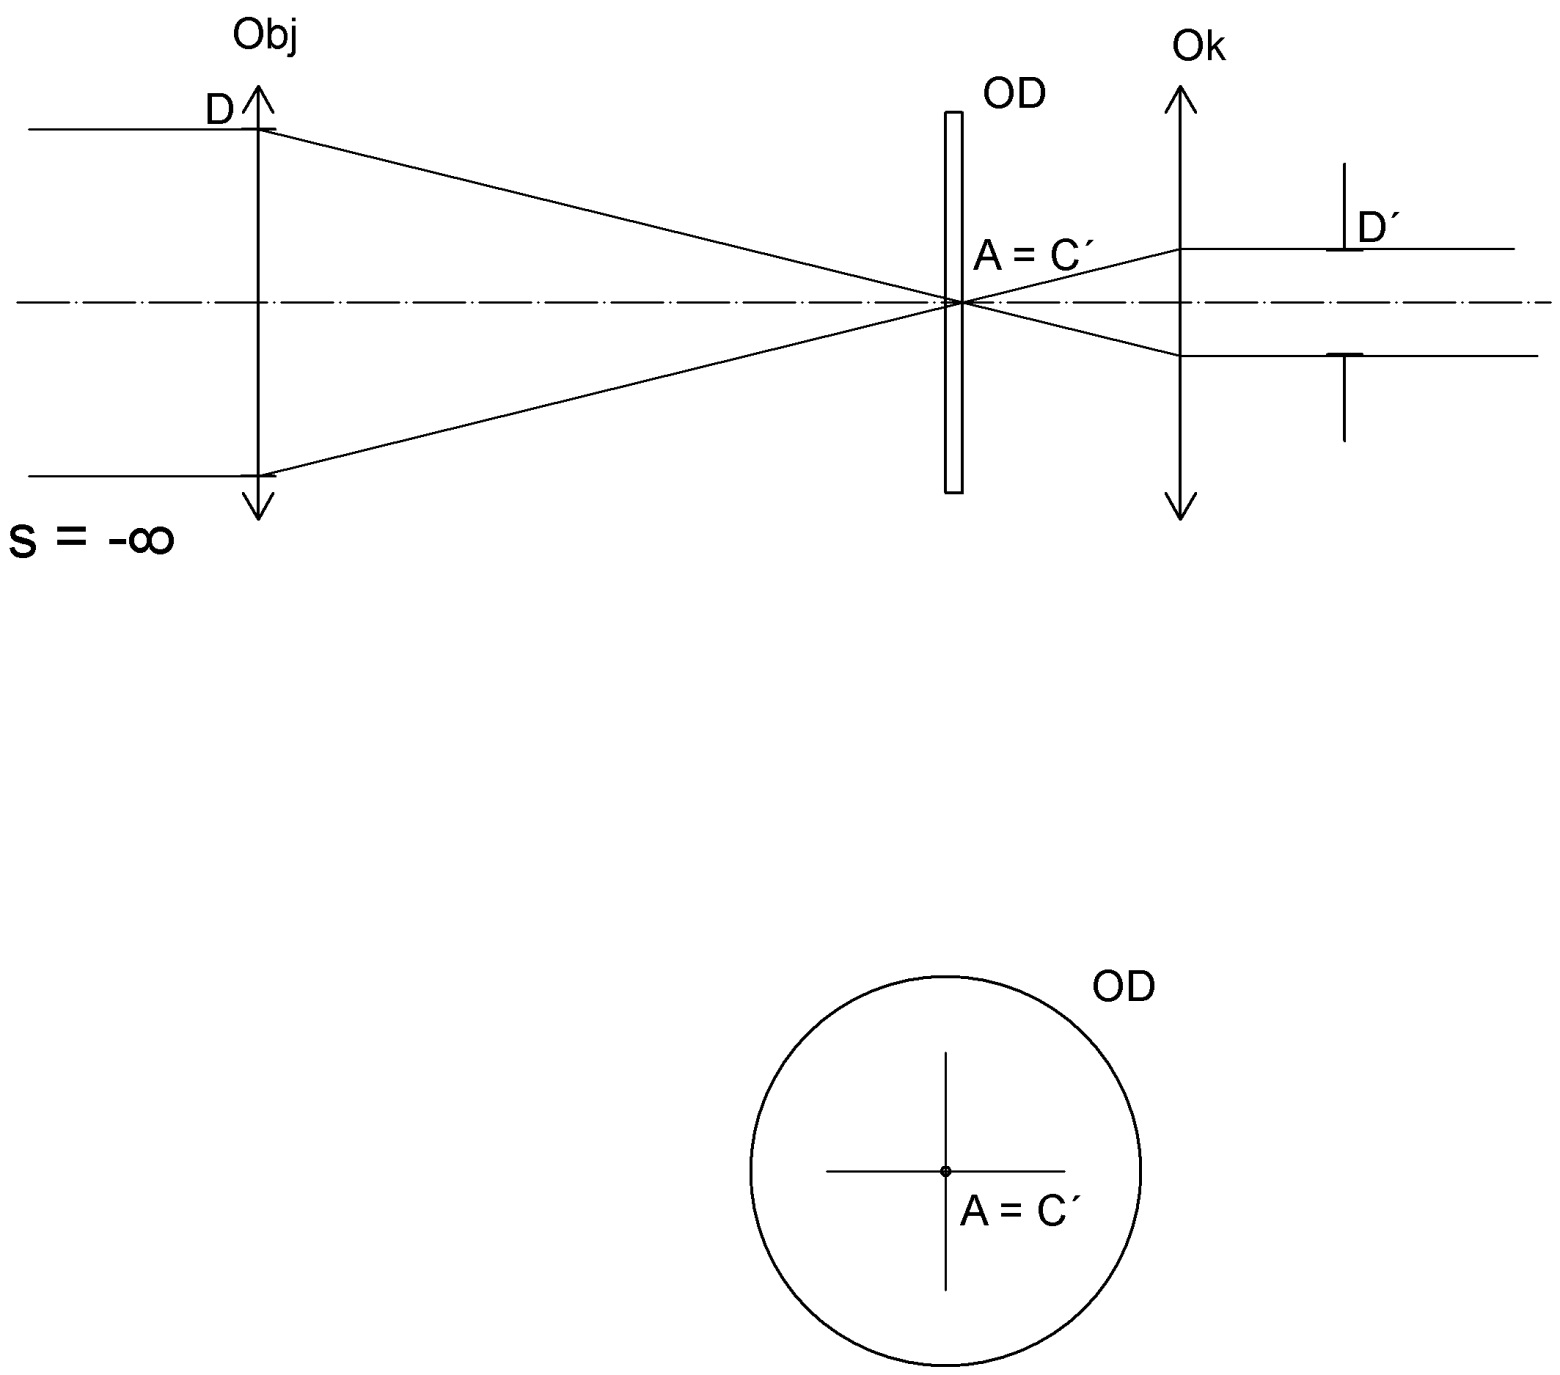 Obj
Ok
OD
D
D´
A = C´
s = -∞
OD
A = C´